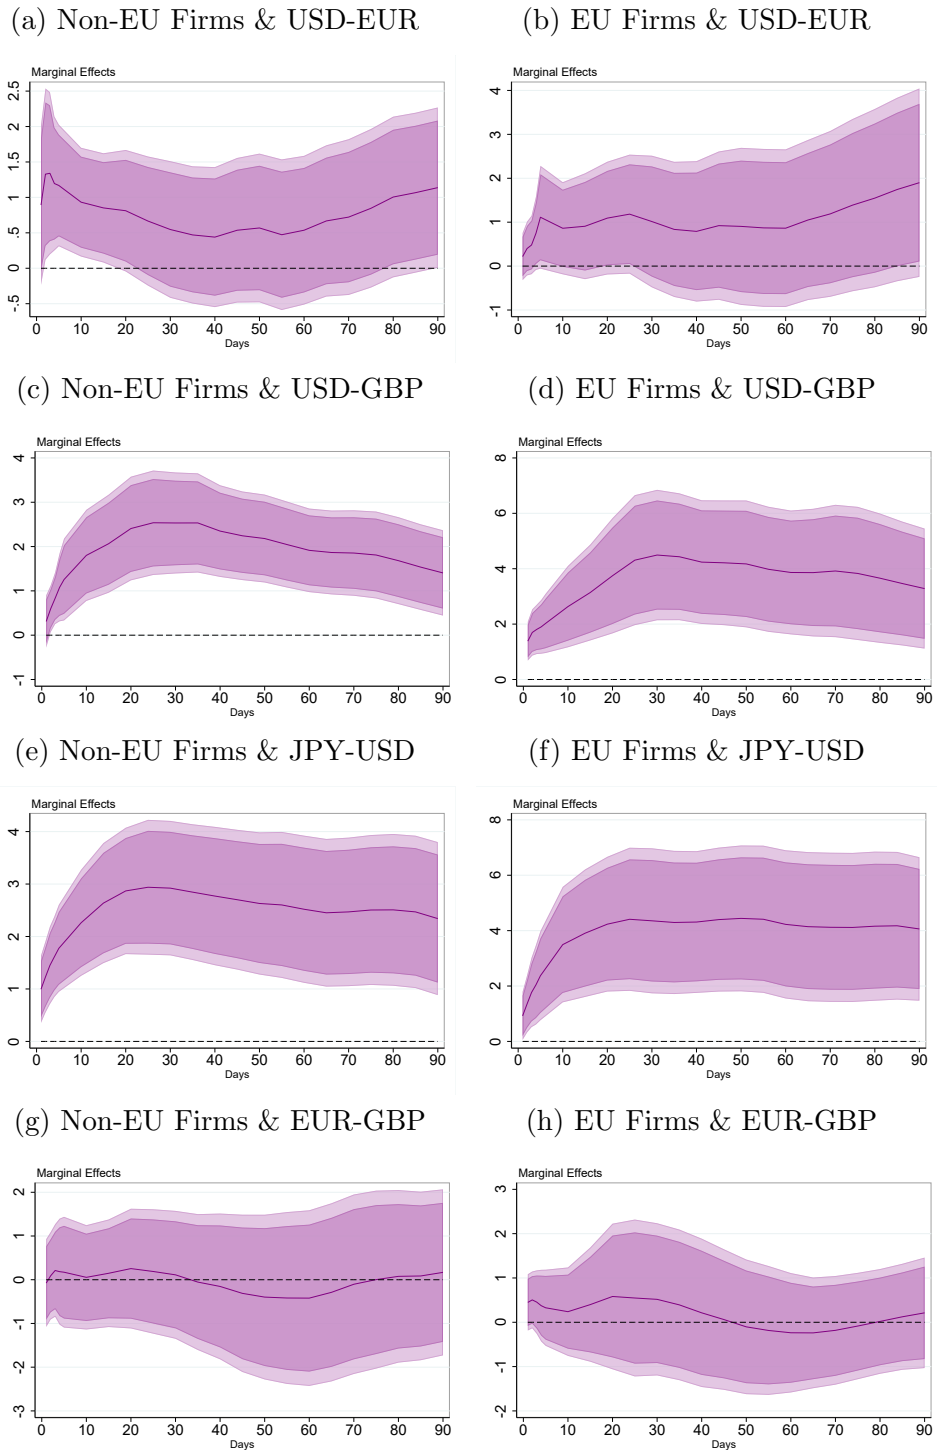 (a) Non-EU Firms & USD-EUR
(b) EU Firms & USD-EUR
Marginal Effects
2.5
2
1.5
1
.5
0
-.5
0 10 20 30 40 50 60 70 80 90
Days
Marginal Effects
4
3
2
1
0
-1
0 10 20 30 40 50 60 70 80 90
Days
(c) Non-EU Firms & USD-GBP
(d) EU Firms & USD-GBP
Marginal Effects
4
3
2
1
0
-1
0 10 20 30 40 50 60 70 80 90
Days
Marginal Effects
8
6
4
2
0
0 10 20 30 40 50 60 70 80 90
Days
(e) Non-EU Firms & JPY-USD
(f) EU Firms & JPY-USD
Marginal Effects
4
3
2
1
0
0 10 20 30 40 50 60 70 80 90
Days
Marginal Effects
8
6
4
2
0
0 10 20 30 40 50 60 70 80 90
Days
(g) Non-EU Firms & EUR-GBP
(h) EU Firms & EUR-GBP
Marginal Effects
2
1
0
-1
-2
-3
0 10 20 30 40 50 60 70 80 90
Days
Marginal Effects
3
2
1
0
-1
-2
0 10 20 30 40 50 60 70 80 90
Days